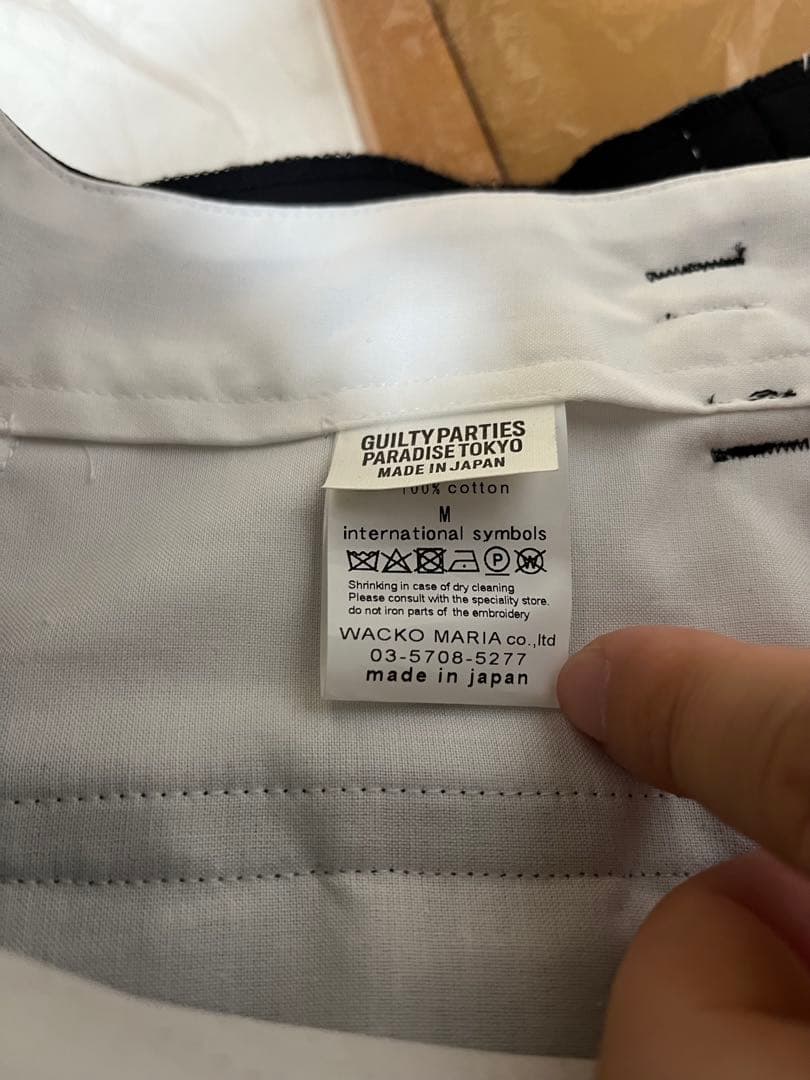 GUILTY PARTIES
PARADISE TOKYO
MADE IN JAPAN
100% cotton
M
international symbols
P W
Shrinking in case of dry cleaning
Please consult with the speciality store.
do not iron parts of the embroidery
WACKO MARIA co.,ltd
03-5708-5277
made in japan